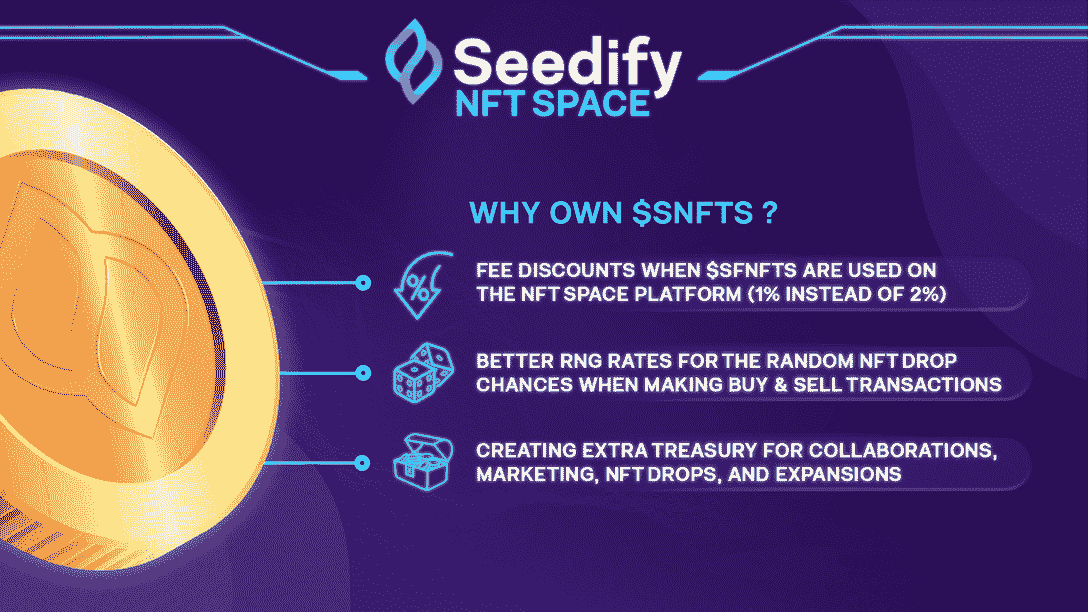 Seedify
NFT SPACE
WHY OWN $SNFTS ?
FEE DISCOUNTS WHEN $SFNFTS ARE USED ON
THE NFT SPACE PLATFORM (1% INSTEAD OF 2%)
BETTER RNG RATES FOR THE RANDOM NFT DROP
CHANCES WHEN MAKING BUY & SELL TRANSACTIONS
CREATING EXTRA TREASURY FOR COLLABORATIONS,
MARKETING, NFT DROPS, AND EXPANSIONS